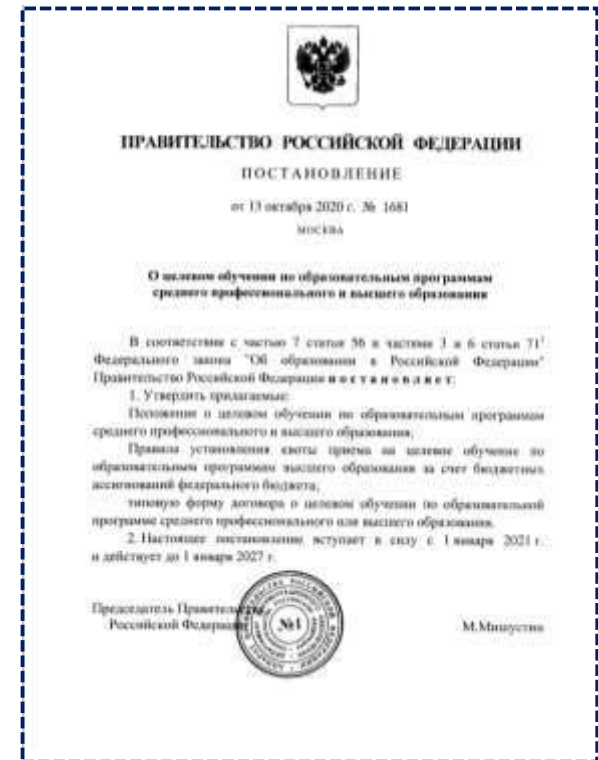 ПРАВИТЕЛЬСТВО РОССИЙСКОЙ ФЕДЕРАЦИИ
ПОСТАНОВЛЕНИЕ
от 13 октября 2020 г. № 1681
МОСКВА
О целевом обучении по образовательным программам
среднего профессионального и высшего образования
В соответствии с частью 7 статьи 56 и частями 3 и 6 статьи 71¹
Федерального закона "Об образовании в Российской Федерации"
Правительство Российской Федерации постановляет:
1. Утвердить прилагаемые:
Положение о целевом обучении по образовательным программам
среднего профессионального и высшего образования;
Правила установления квоты приема на целевое обучение по
образовательным программам высшего образования за счет бюджетных
ассигнований федерального бюджета;
типовую форму договора о целевом обучении по образовательной
программе среднего профессионального или высшего образования.
2. Настоящее постановление вступает в силу с 1 января 2021 г.
и действует до 1 января 2027 г.
Председатель Правительства
Российской Федерации
№1
М.Мишустин